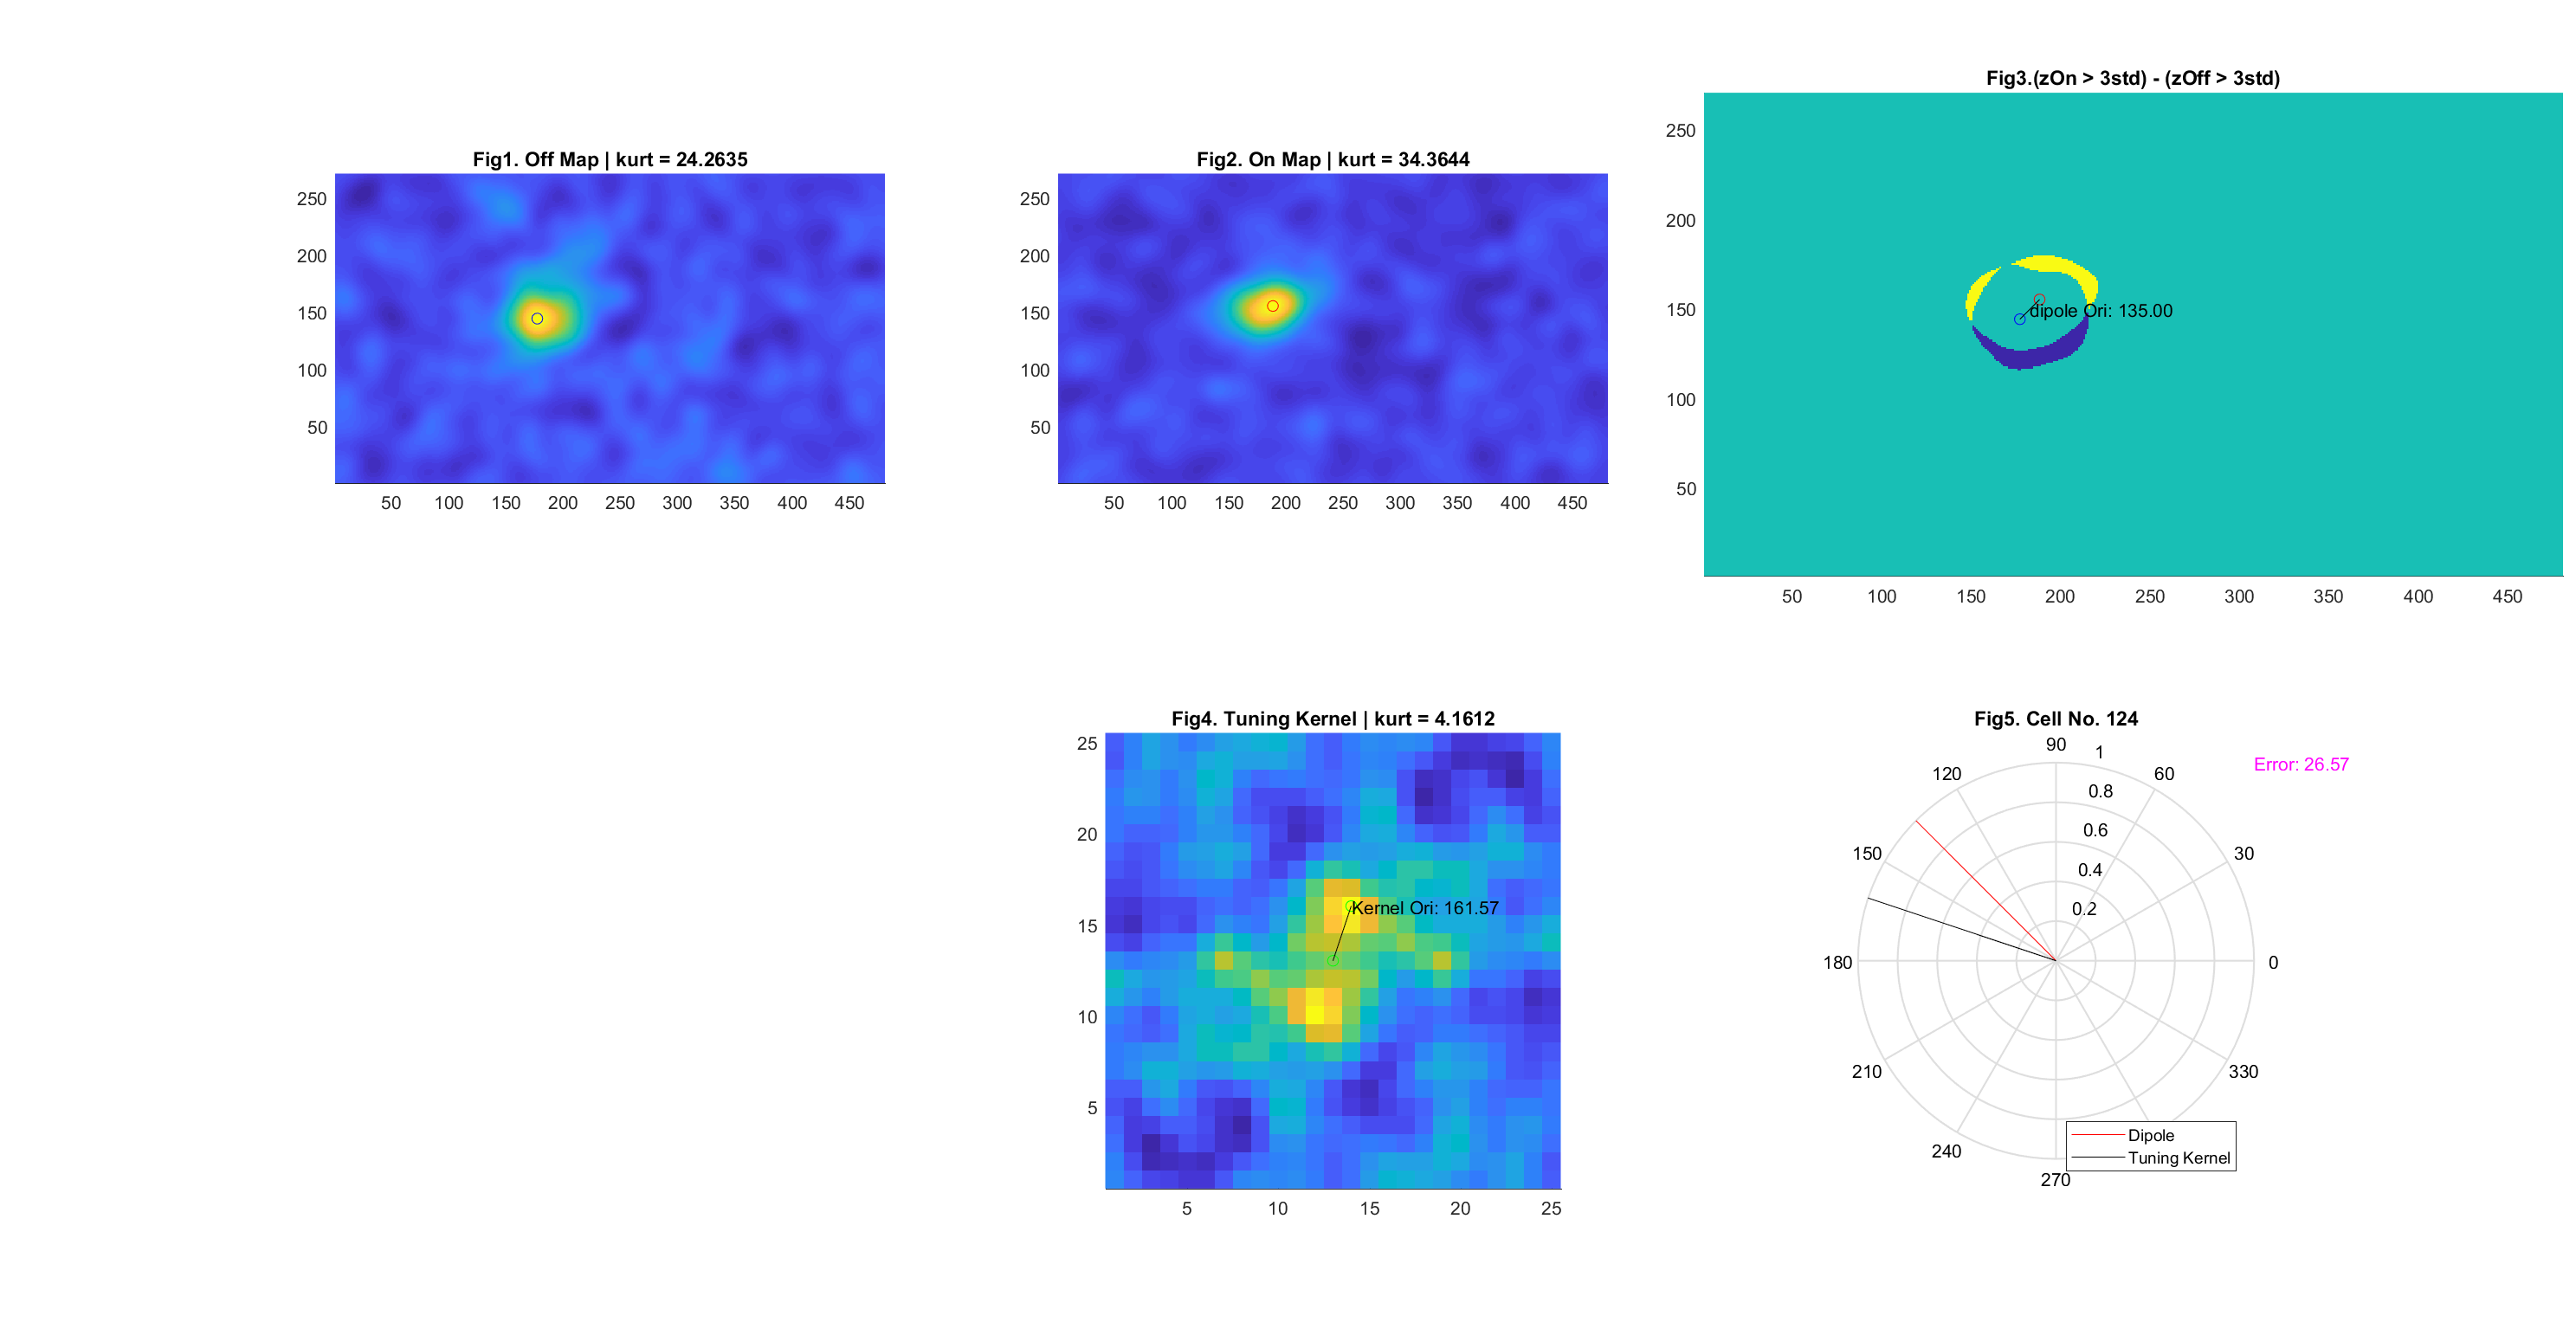 Fig1. Off Map | kurt = 24.2635
250
200
150
100
50
50 100 150 200 250 300 350 400 450
Fig2. On Map | kurt = 34.3644
250
200
150
100
50
50 100 150 200 250 300 350 400 450
Fig3.(zOn > 3std) - (zOff > 3std)
250
200
150
100
50
dipole Ori: 135.00
50 100 150 200 250 300 350 400 450
Fig4. Tuning Kernel | kurt = 4.1612
25
20
15
10
5
Kernel Ori: 161.57
5 10 15 20 25
Fig5. Cell No. 124
Error: 26.57
90
1
120
60
0.8
0.6
150
30
0.4
0.2
180
0
210
330
240
270
Dipole
Tuning Kernel